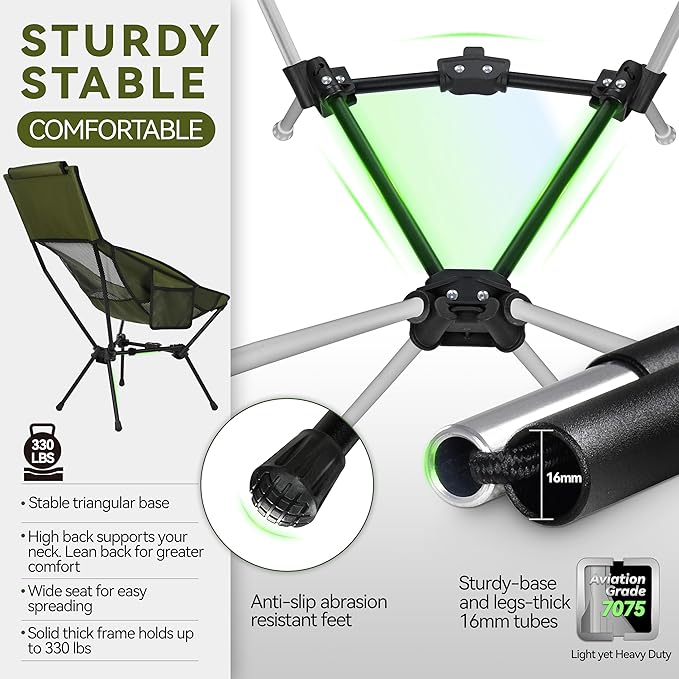 STURDY
STABLE
COMFORTABLE
330
LBS
• Stable triangular base
• High back supports your
neck. Lean back for greater
comfort
• Wide seat for easy
spreading
• Solid thick frame holds up
to 330 lbs
Anti-slip abrasion
resistant feet
16mm
Sturdy-base
and legs-thick
16mm tubes
Aviation
Grade
7075
Light yet Heavy Duty